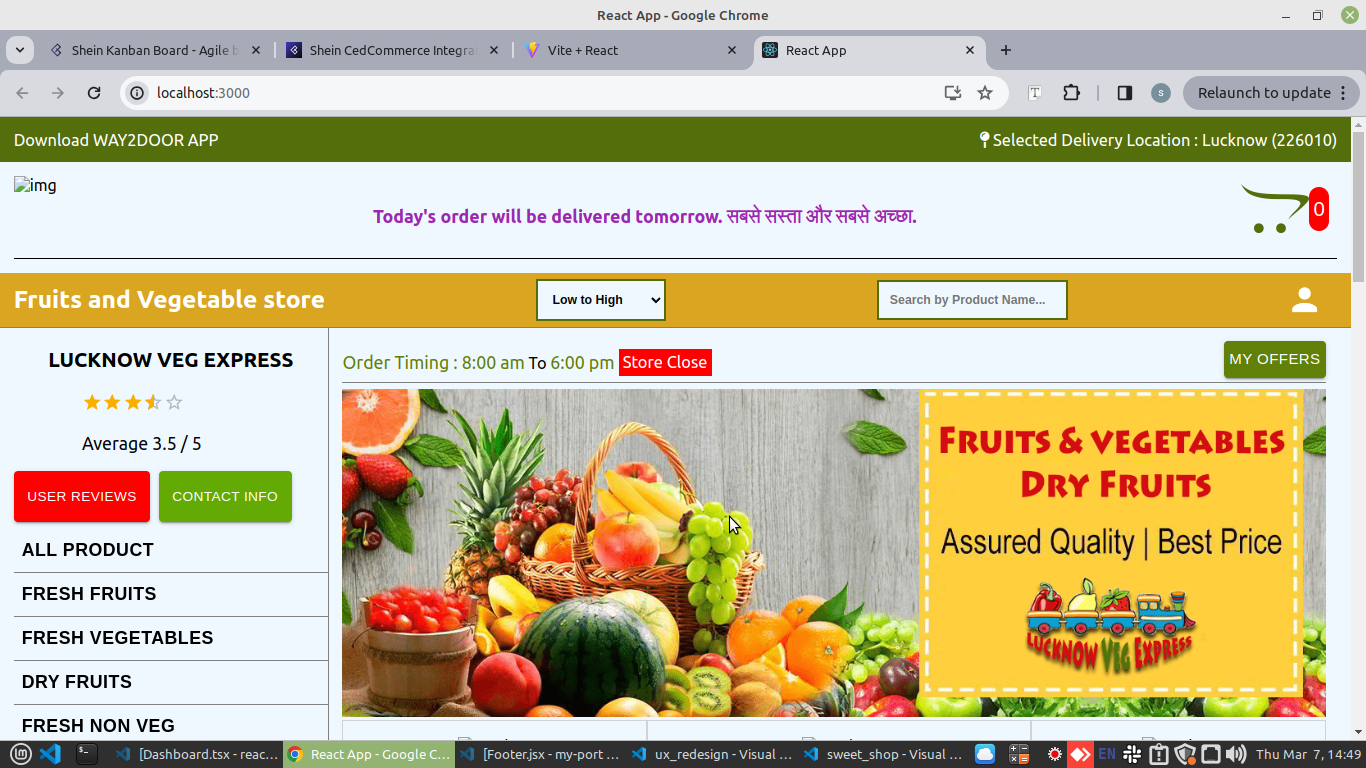 React App - Google Chrome
Shein Kanban Board - Agile b
Shein CedCommerce Integra
Vite + React
React App
localhost:3000
T
s
Relaunch to update
Download WAY2DOOR APP
Selected Delivery Location : Lucknow (226010)
img
Today's order will be delivered tomorrow. सबसे सस्ता और सबसे अच्छा.
0
Fruits and Vegetable store
Low to High
Search by Product Name...
LUCKNOW VEG EXPRESS
Average 3.5 / 5
USER REVIEWS
CONTACT INFO
ALL PRODUCT
FRESH FRUITS
FRESH VEGETABLES
DRY FRUITS
FRESH NON VEG
Order Timing : 8:00 am To 6:00 pm Store Close
MY OFFERS
FRUITS & VEGETABLES
DRY FRUITS
Assured Quality | Best Price
LUCKNOW VEG EXPRESS
[Dashboard.tsx - reac...
React App - Google C...
[Footer.jsx - my-port ...
ux_redesign - Visual ...
sweet_shop - Visual ...
EN
Thu Mar 7, 14:49